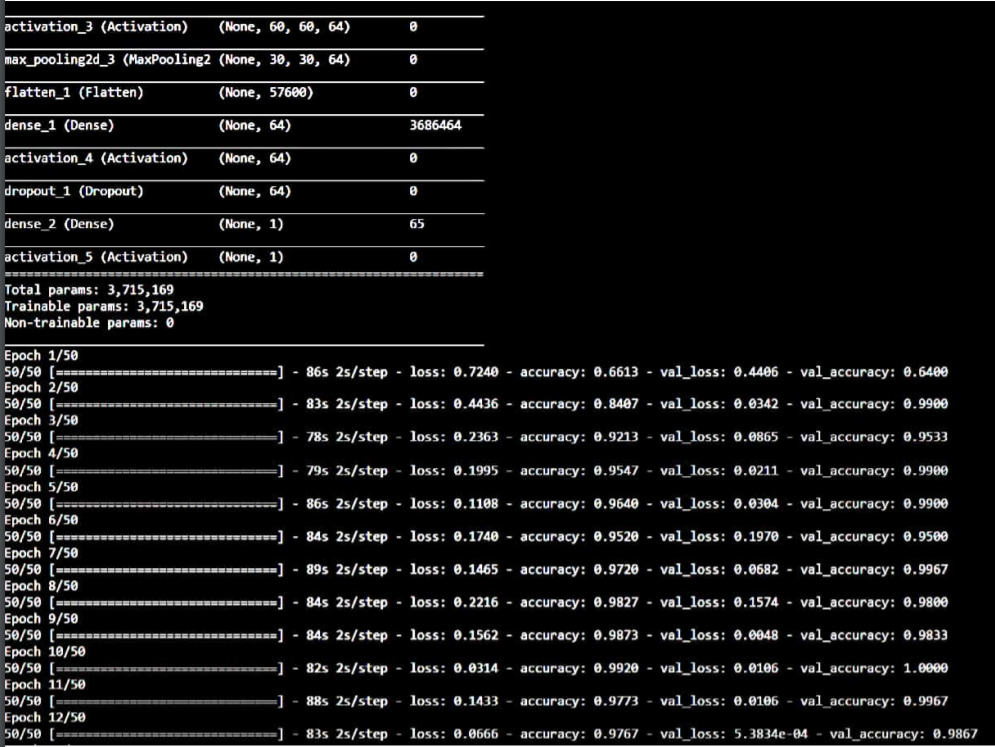 activation_3 (Activation) (None, 60, 60, 64) 0
max_pooling2d_3 (MaxPooling2 (None, 30, 30, 64) 0
flatten_1 (Flatten) (None, 57600) 0
dense_1 (Dense) (None, 64) 3686464
activation_4 (Activation) (None, 64) 0
dropout_1 (Dropout) (None, 64) 0
dense_2 (Dense) (None, 1) 65
activation_5 (Activation) (None, 1) 0
Total params: 3,715,169
Trainable params: 3,715,169
Non-trainable params: 0
Epoch 1/50
50/50 [==============================] - 86s 2s/step - loss: 0.7240 - accuracy: 0.6613 - val_loss: 0.4406 - val_accuracy: 0.6400
Epoch 2/50
50/50 [==============================] - 83s 2s/step - loss: 0.4436 - accuracy: 0.8407 - val_loss: 0.0342 - val_accuracy: 0.9900
Epoch 3/50
50/50 [==============================] - 78s 2s/step - loss: 0.2363 - accuracy: 0.9213 - val_loss: 0.0865 - val_accuracy: 0.9533
Epoch 4/50
50/50 [==============================] - 79s 2s/step - loss: 0.1995 - accuracy: 0.9547 - val_loss: 0.0211 - val_accuracy: 0.9900
Epoch 5/50
50/50 [==============================] - 86s 2s/step - loss: 0.1108 - accuracy: 0.9640 - val_loss: 0.0304 - val_accuracy: 0.9900
Epoch 6/50
50/50 [==============================] - 84s 2s/step - loss: 0.1740 - accuracy: 0.9520 - val_loss: 0.1970 - val_accuracy: 0.9500
Epoch 7/50
50/50 [==============================] - 89s 2s/step - loss: 0.1465 - accuracy: 0.9720 - val_loss: 0.0682 - val_accuracy: 0.9967
Epoch 8/50
50/50 [==============================] - 84s 2s/step - loss: 0.2216 - accuracy: 0.9827 - val_loss: 0.1574 - val_accuracy: 0.9800
Epoch 9/50
50/50 [==============================] - 84s 2s/step - loss: 0.1562 - accuracy: 0.9873 - val_loss: 0.0048 - val_accuracy: 0.9833
Epoch 10/50
50/50 [==============================] - 82s 2s/step - loss: 0.0314 - accuracy: 0.9920 - val_loss: 0.0106 - val_accuracy: 1.0000
Epoch 11/50
50/50 [==============================] - 88s 2s/step - loss: 0.1433 - accuracy: 0.9773 - val_loss: 0.0106 - val_accuracy: 0.9967
Epoch 12/50
50/50 [==============================] - 83s 2s/step - loss: 0.0666 - accuracy: 0.9767 - val_loss: 5.3834e-04 - val_accuracy: 0.9867